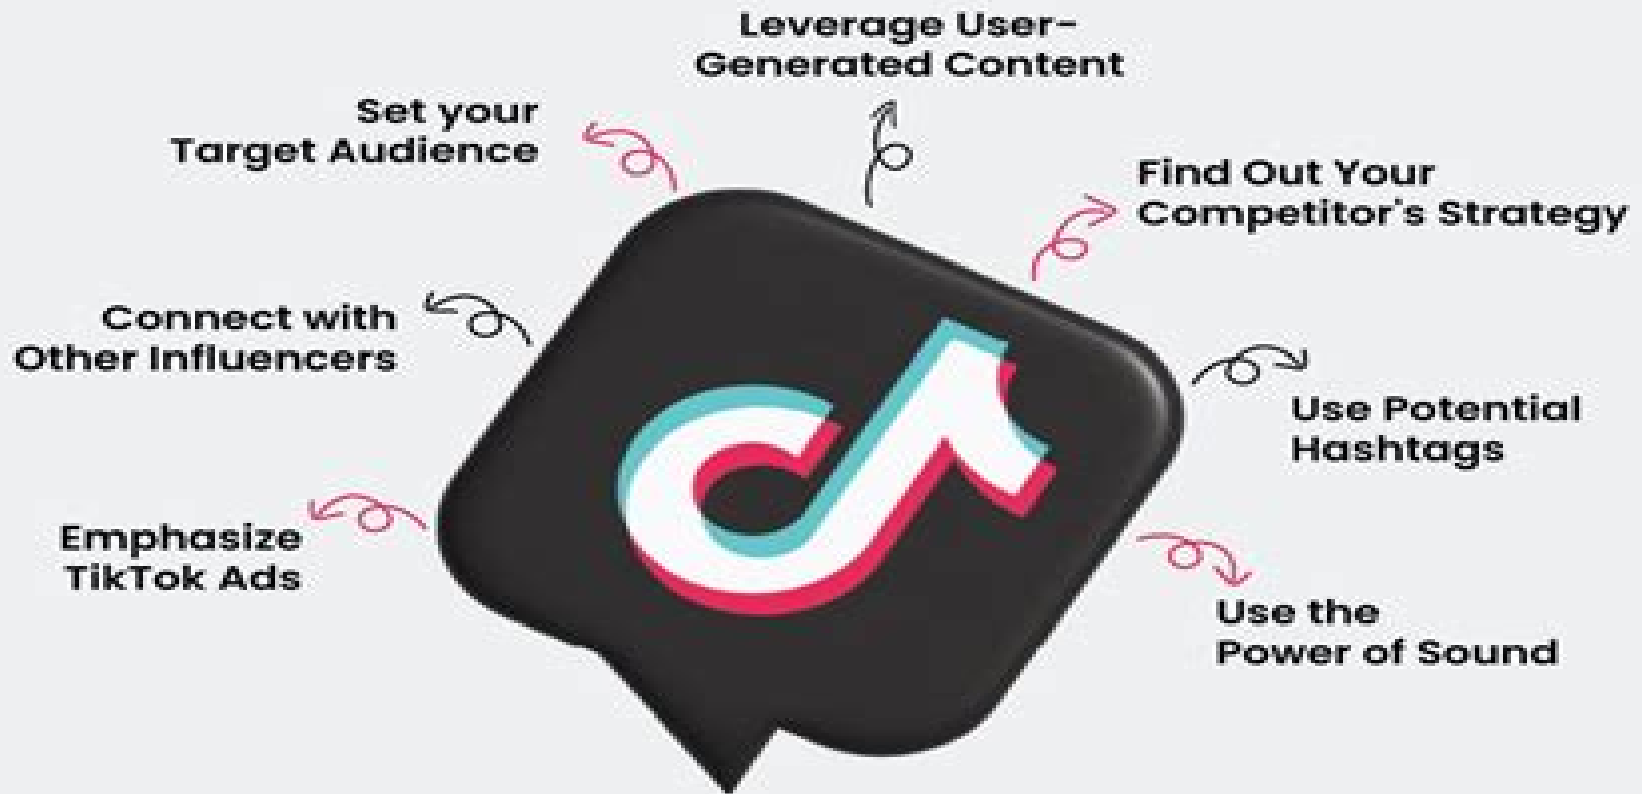 Leverage User-
Generated Content
Set your
Target Audience
Find Out Your
Competitor's Strategy
Connect with
Other Influencers
Use Potential
Hashtags
Emphasize
TikTok Ads
Use the
Power of Sound